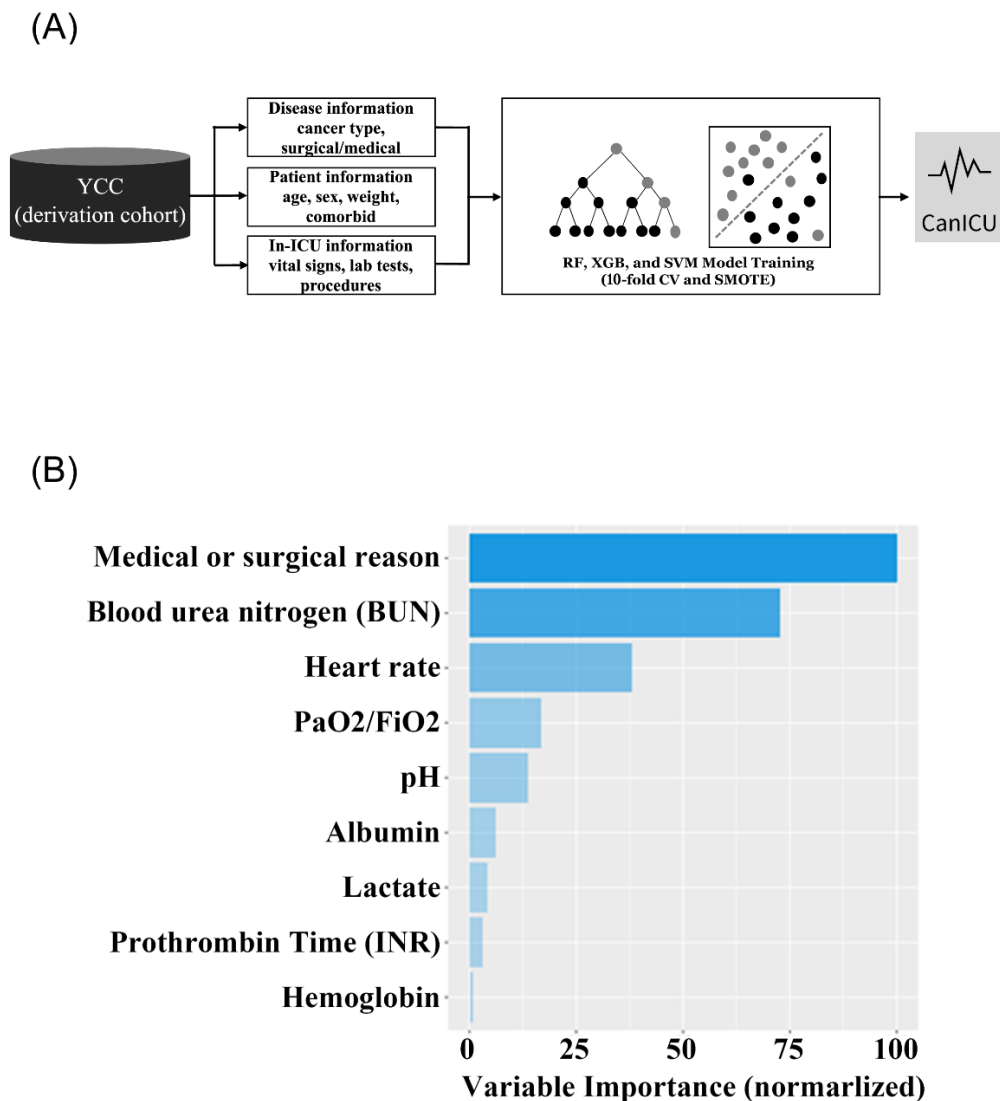 (A)
YCC
(derivation cohort)
Disease information
cancer type,
surgical/medical
Patient information
age, sex, weight,
comorbid
In-ICU information
vital signs, lab tests,
procedures
RF, XGB, and SVM Model Training
(10-fold CV and SMOTE)
CanICU
(B)
Medical or surgical reason
Blood urea nitrogen (BUN)
Heart rate
PaO2/FiO2
pH
Albumin
Lactate
Prothrombin Time (INR)
Hemoglobin
0 25 50 75 100
Variable Importance (normarlized)